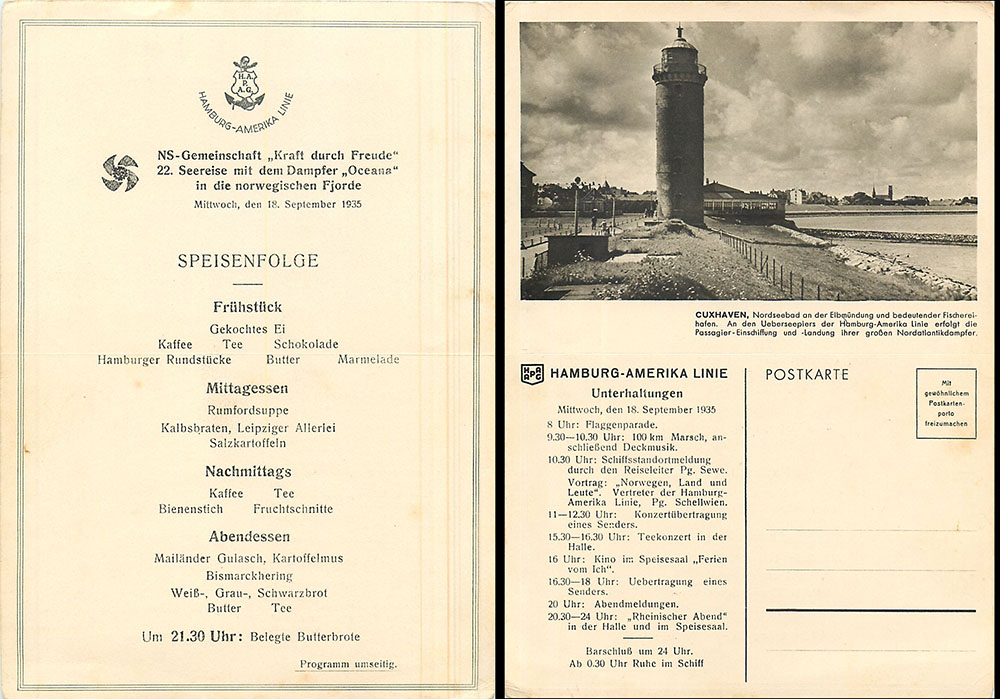 H.A.
P.
A.G.
HAMBURG-AMERIKA LINIE
NS-Gemeinschaft „Kraft durch Freude“
22. Seereise mit dem Dampfer „Oceana“
in die norwegischen Fjorde
Mittwoch, den 18. September 1935
SPEISENFOLGE
Frühstück
Gekochtes Ei
Kaffee Tee Schokolade
Hamburger Rundstücke Butter Marmelade
Mittagessen
Rumfordsuppe
Kalbsbraten, Leipziger Allerlei
Salzkartoffeln
Nachmittags
Kaffee Tee
Bienenstich Fruchtschnitte
Abendessen
Mailänder Gulasch, Kartoffelmus
Bismarckhering
Weiß-, Grau-, Schwarzbrot
Butter Tee
Um 21.30 Uhr: Belegte Butterbrote
Programm umseitig.
CUXHAVEN, Nordseebad an der Elbmündung und bedeutender Fischerei-
hafen. An den Ueberseepiers der Hamburg-Amerika Linie erfolgt die
Passagier-Einschiffung und -Landung ihrer großen Nordatlantikdampfer.
HAPAG HAMBURG-AMERIKA LINIE
Unterhaltungen
Mittwoch, den 18. September 1935
8 Uhr: Flaggenparade.
9.30—10.30 Uhr: 100 km Marsch, an-
schließend Deckmusik.
10.30 Uhr: Schiffsstandortmeldung
durch den Reiseleiter Pg. Sewe.
Vortrag: „Norwegen, Land und
Leute“. Vertreter der Hamburg-
Amerika Linie, Pg. Schellwien.
11—12.30 Uhr: Konzertübertragung
eines Senders.
15.30—16.30 Uhr: Teekonzert in der
Halle.
16 Uhr: Kino im Speisesaal „Ferien
vom Ich“.
16.30—18 Uhr: Uebertragung eines
Senders.
20 Uhr: Abendmeldungen.
20.30—24 Uhr: „Rheinischer Abend“
in der Halle und im Speisesaal.
Barschluß um 24 Uhr.
Ab 0.30 Uhr Ruhe im Schiff
POSTKARTE
Mit
gewöhnlichem
Postkarten-
porto
freizumachen